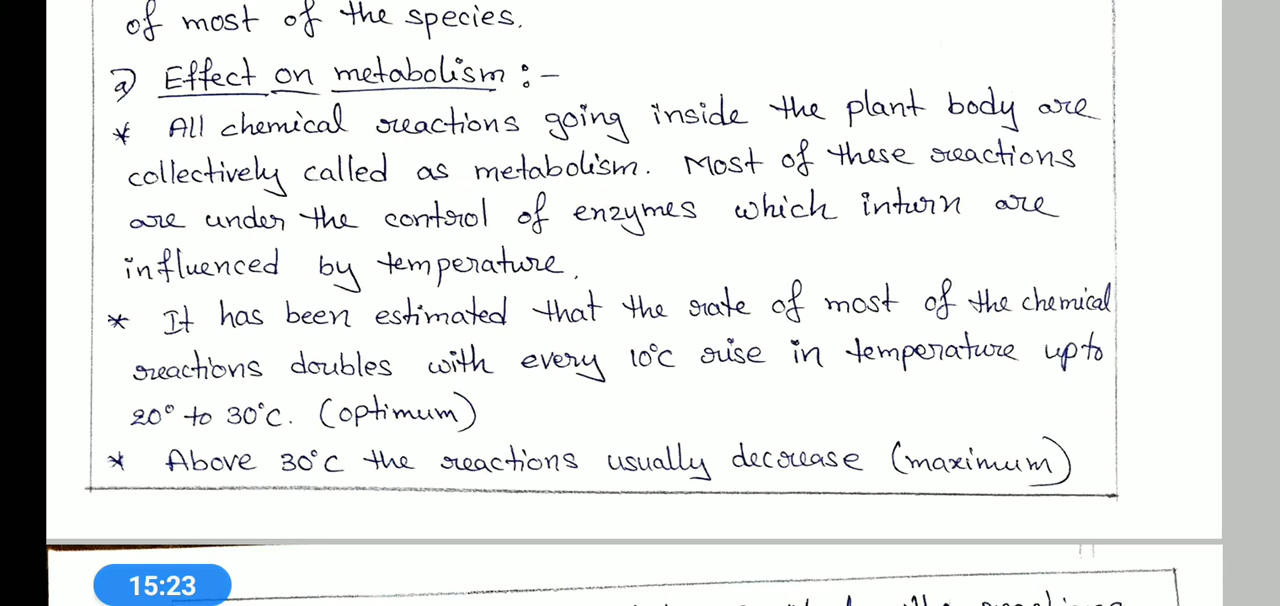 of most of the species.
a) Effect on metabolism :-
* All chemical reactions going inside the plant body are
collectively called as metabolism. Most of these reactions
are under the control of enzymes which inturn are
influenced by temperature.
* It has been estimated that the rate of most of the chemical
reactions doubles with every 10°C rise in temperature upto
20° to 30°C. (optimum)
* Above 30°C the reactions usually decrease (maximum)
15:23